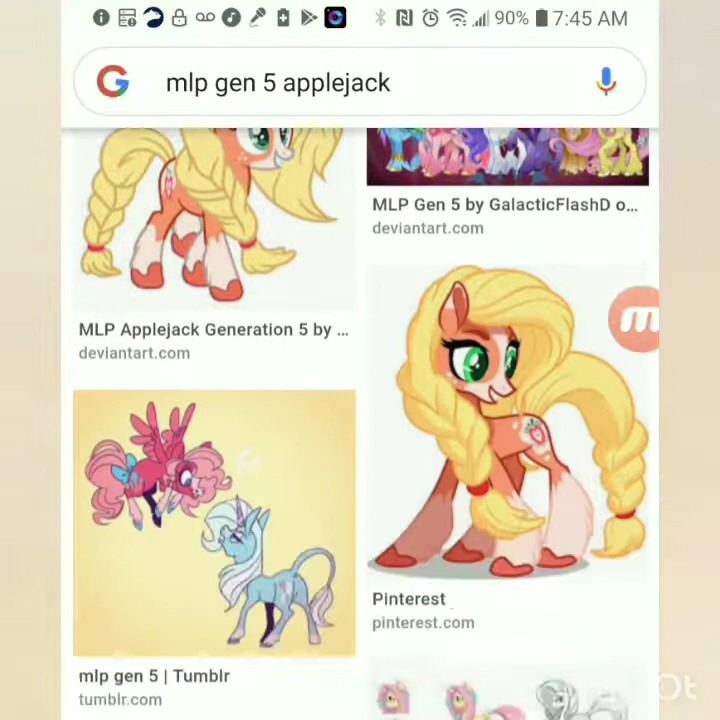 90% 7:45 AM
mlp gen 5 applejack
MLP Gen 5 by GalacticFlashD o...
deviantart.com
MLP Applejack Generation 5 by ...
deviantart.com
Pinterest
pinterest.com
mlp gen 5 | Tumblr
tumblr.com